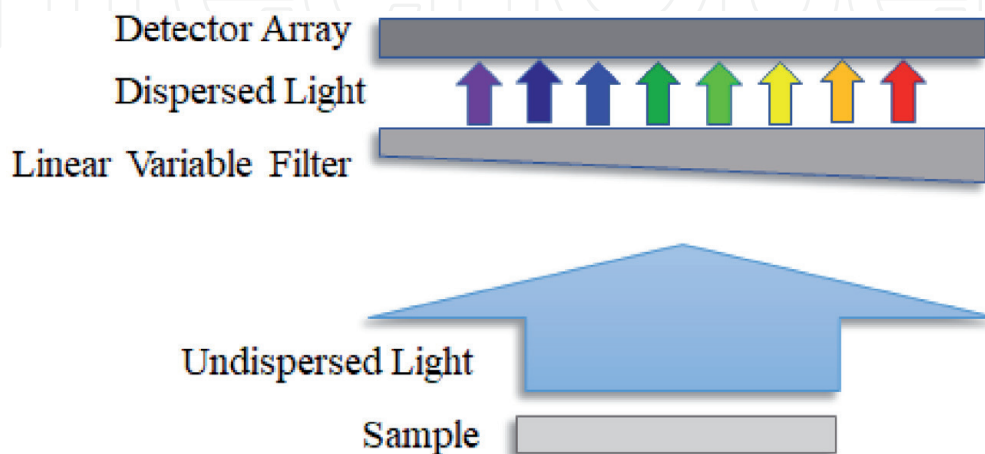 Detector Array
Dispersed Light
Linear Variable Filter
Undispersed Light
Sample